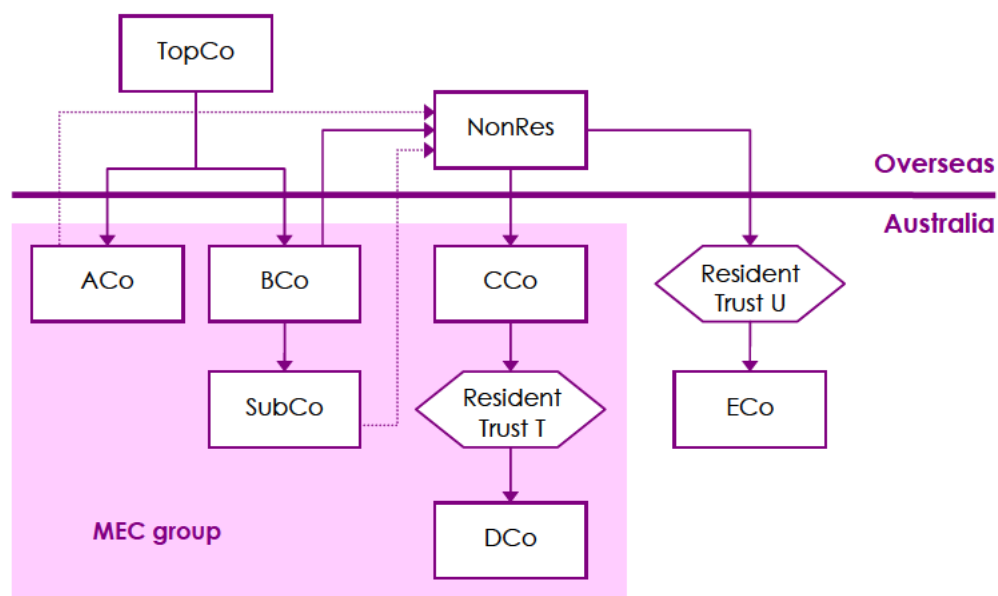 TopCo
NonRes
Overseas
Australia
ACo
BCo
CCo
Resident
Trust U
SubCo
Resident
Trust T
ECo
MEC group
DCo